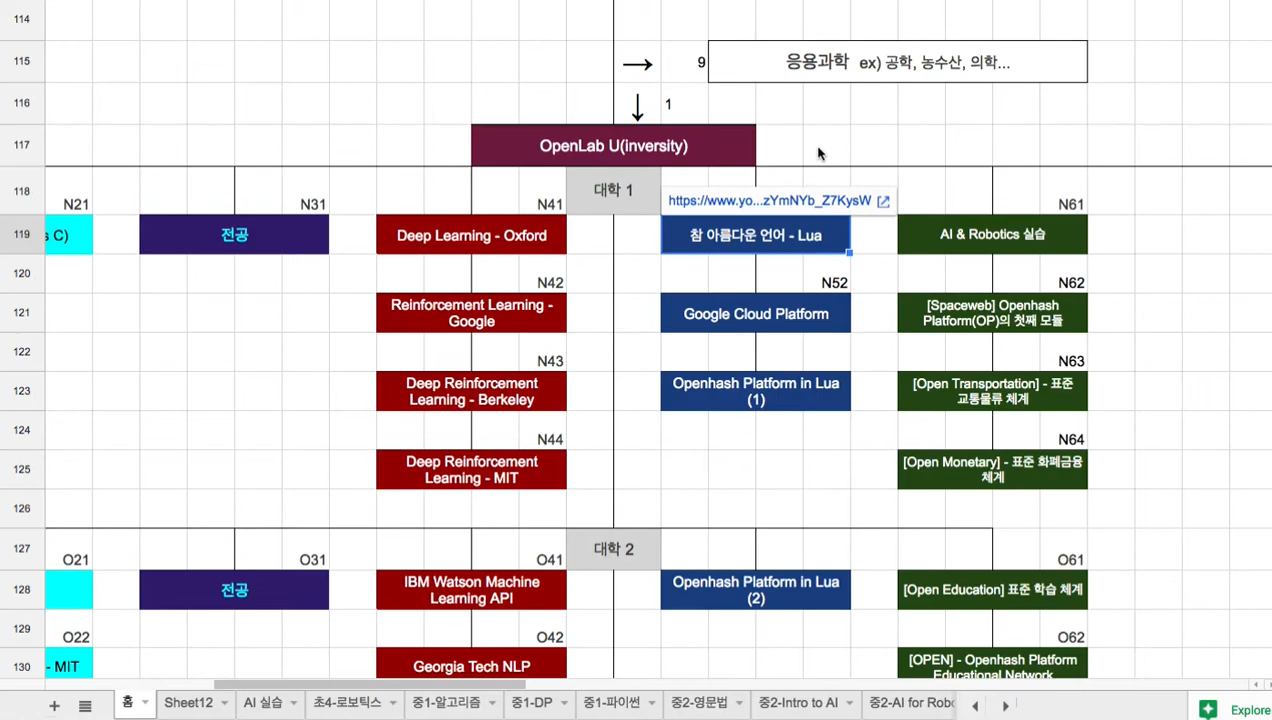 114
115
→ 9 응용과학 ex) 공학, 농수산, 의학...
116
↓ 1
117
OpenLab U(inversity)
118
N21 N31 N41 대학 1 N61
https://www.yo...zYmNYb_Z7KysW
119
s C) 전공 Deep Learning - Oxford 참 아름다운 언어 - Lua AI & Robotics 실습
120
N42 N52 N62
121
Reinforcement Learning -
Google
Google Cloud Platform
[Spaceweb] Openhash
Platform(OP)의 첫째 모듈
122
N43 N63
123
Deep Reinforcement
Learning - Berkeley
Openhash Platform in Lua
(1)
[Open Transportation] - 표준
교통물류 체계
124
N44 N64
125
Deep Reinforcement
Learning - MIT
[Open Monetary] - 표준 화폐금융
체계
126
127
O21 O31 O41 대학 2 O61
128
전공
IBM Watson Machine
Learning API
Openhash Platform in Lua
(2)
[Open Education] 표준 학습 체계
129
O22 O42 O62
130
- MIT Georgia Tech NLP
[OPEN] - Openhash Platform
Educational Network
홈 Sheet12 AI 실습 초4-로보틱스 중1-알고리즘 중1-DP 중1-파이썬 중2-영문법 중2-Intro to AI 중2-AI for Robo
Explore